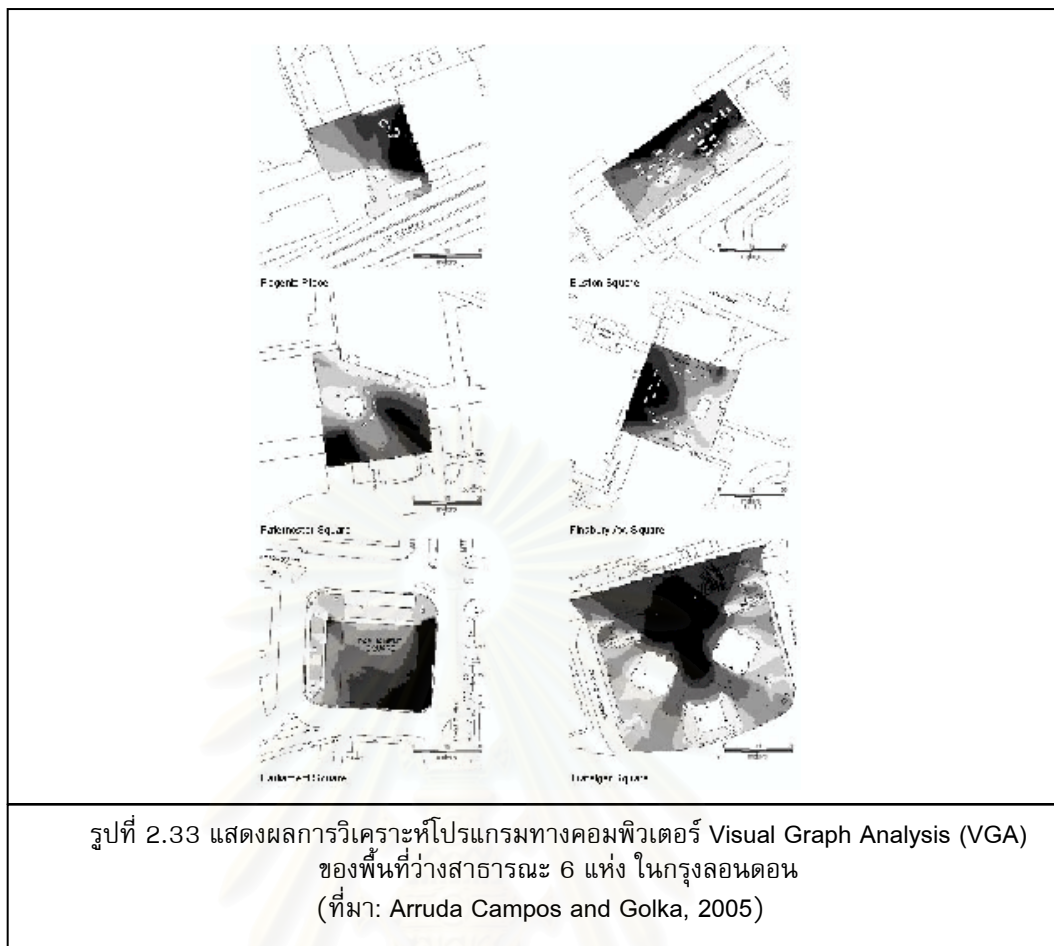 Regents Place
Euston Square
Paternoster Square
Finsbury Av. Square
PARLIAMENT
SQUARE
Parliament Square
Trafalgar Square
รูปที่ 2.33 แสดงผลการวิเคราะห์โปรแกรมทางคอมพิวเตอร์ Visual Graph Analysis (VGA)
ของพื้นที่ว่างสาธารณะ 6 แห่ง ในกรุงลอนดอน
(ที่มา: Arruda Campos and Golka, 2005)